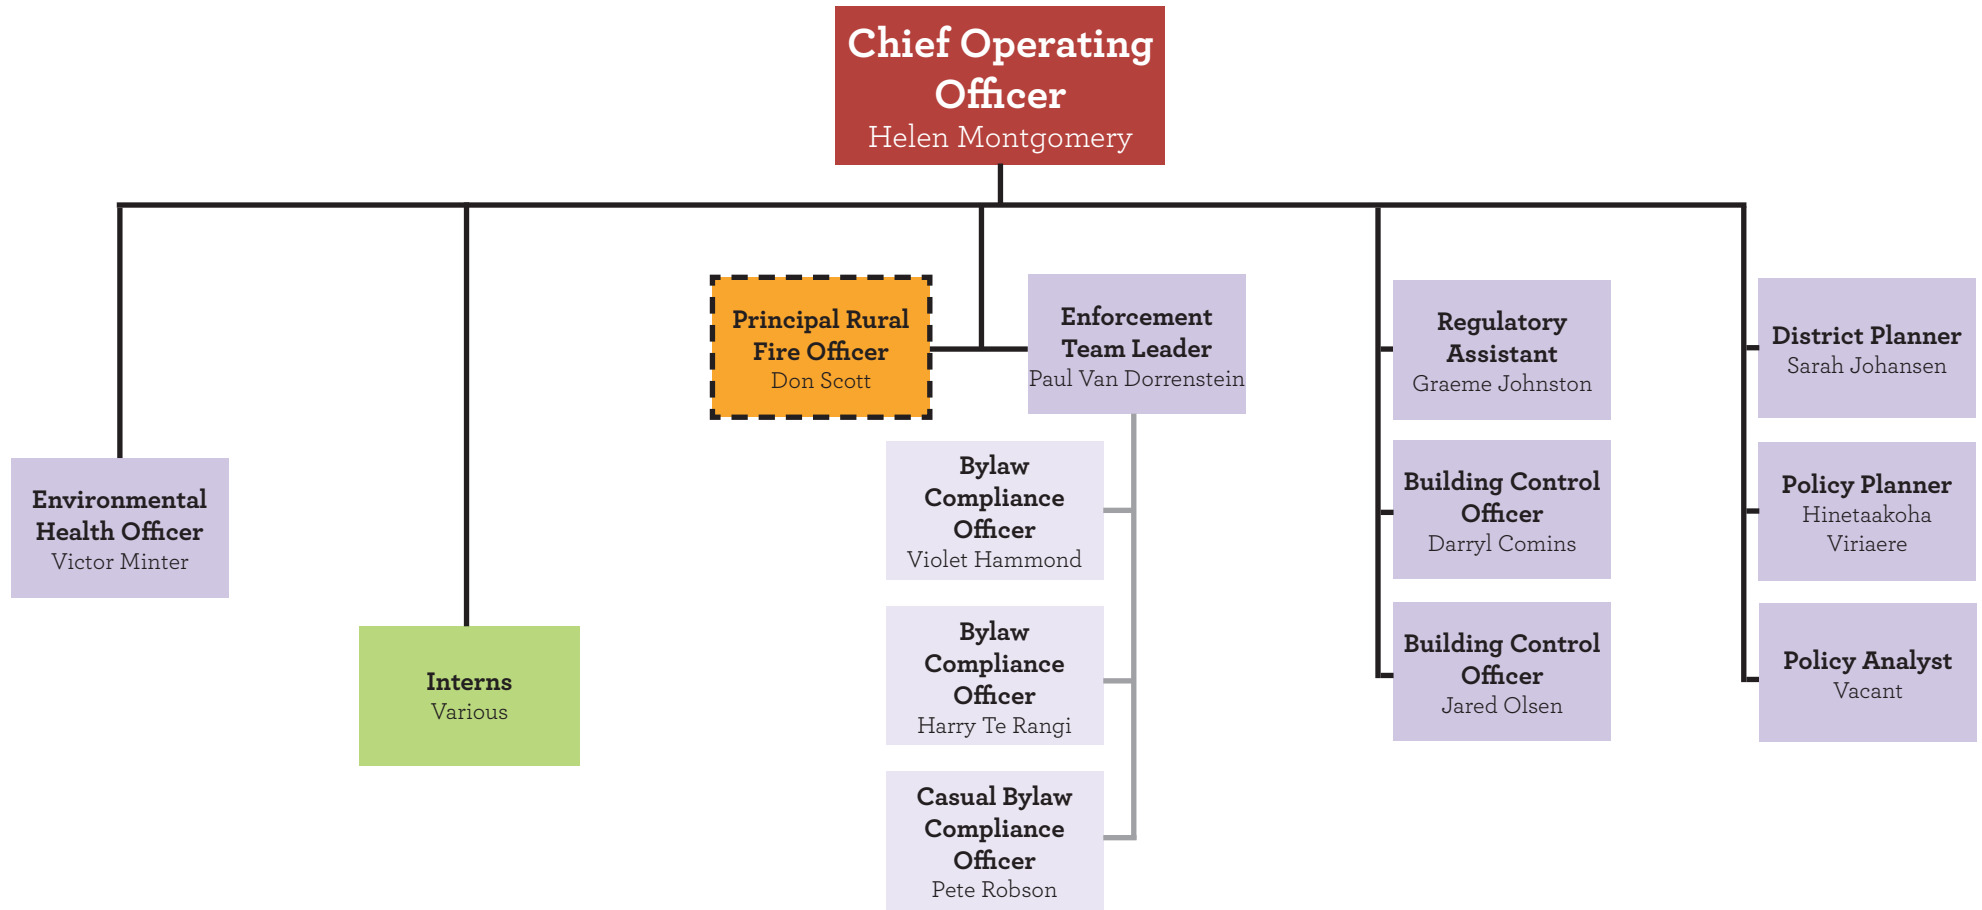 Chief Operating
Officer
Helen Montgomery
Environmental
Health Officer
Victor Minter
Interns
Various
Principal Rural
Fire Officer
Don Scott
Enforcement
Team Leader
Paul Van Dorrenstein
Bylaw
Compliance
Officer
Violet Hammond
Bylaw
Compliance
Officer
Harry Te Rangi
Casual Bylaw
Compliance
Officer
Pete Robson
Regulatory
Assistant
Graeme Johnston
Building Control
Officer
Darryl Comins
Building Control
Officer
Jared Olsen
District Planner
Sarah Johansen
Policy Planner
Hinetaakoha
Viriaere
Policy Analyst
Vacant